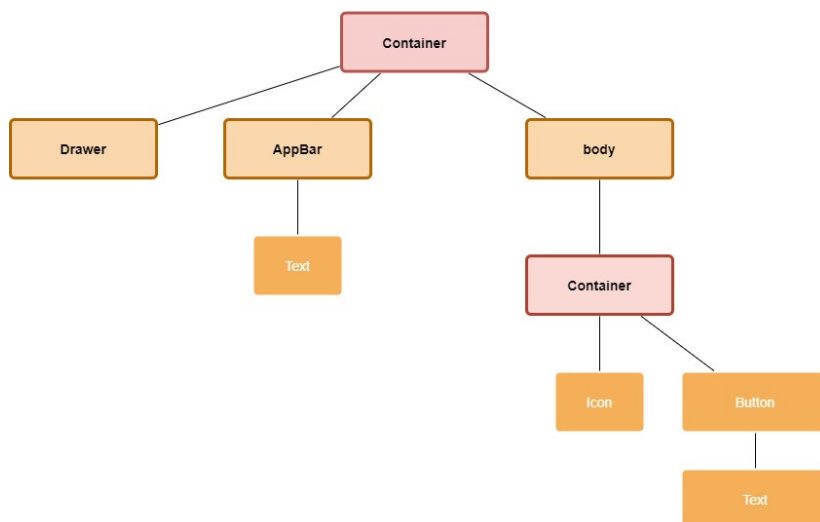 Container
Drawer
AppBar
body
Text
Container
Icon
Button
Text